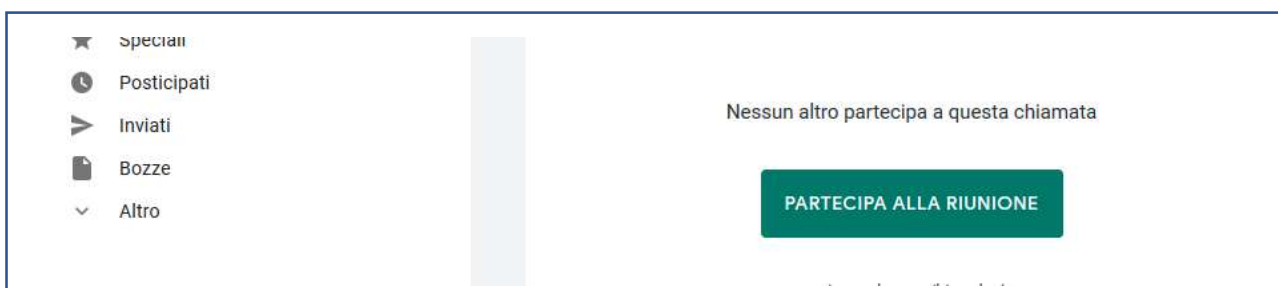 Speciali
Posticipati
Inviati
Bozze
Altro
Nessun altro partecipa a questa chiamata
PARTECIPA ALLA RIUNIONE